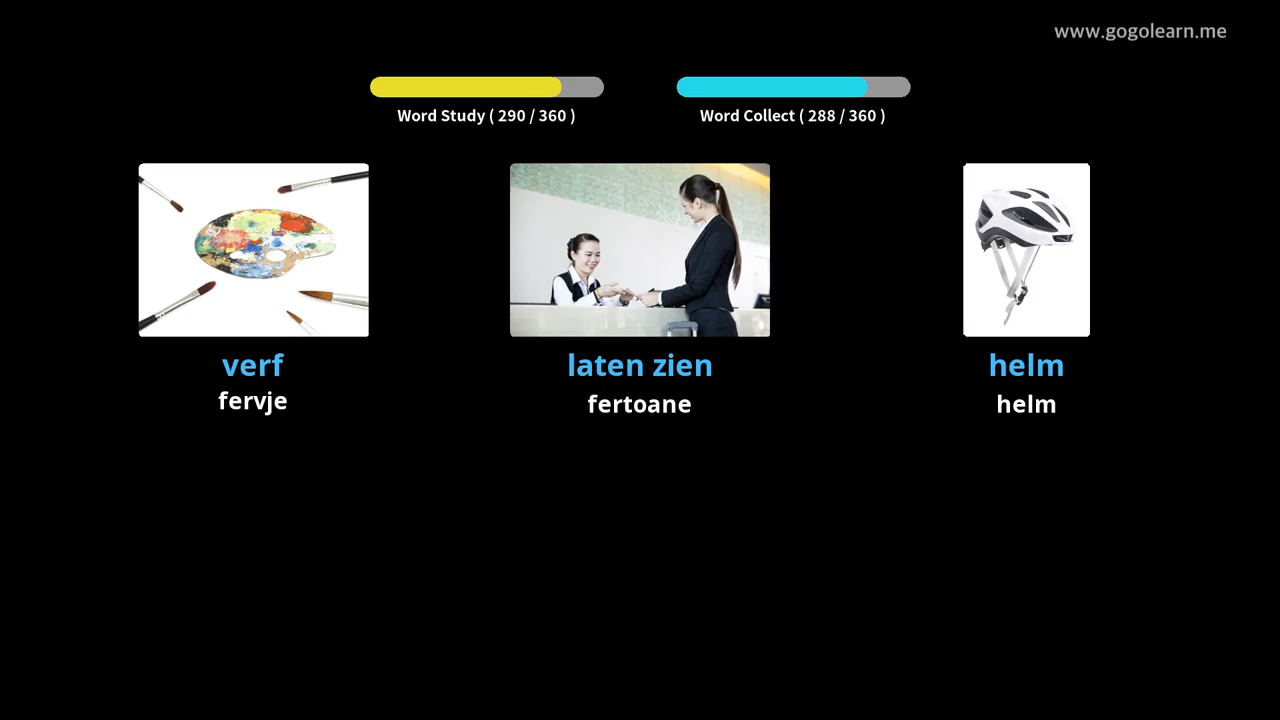 www.gogolearn.me
Word Study ( 290 / 360 )
Word Collect ( 288 / 360 )
verf
fervje
laten zien
fertoane
helm
helm